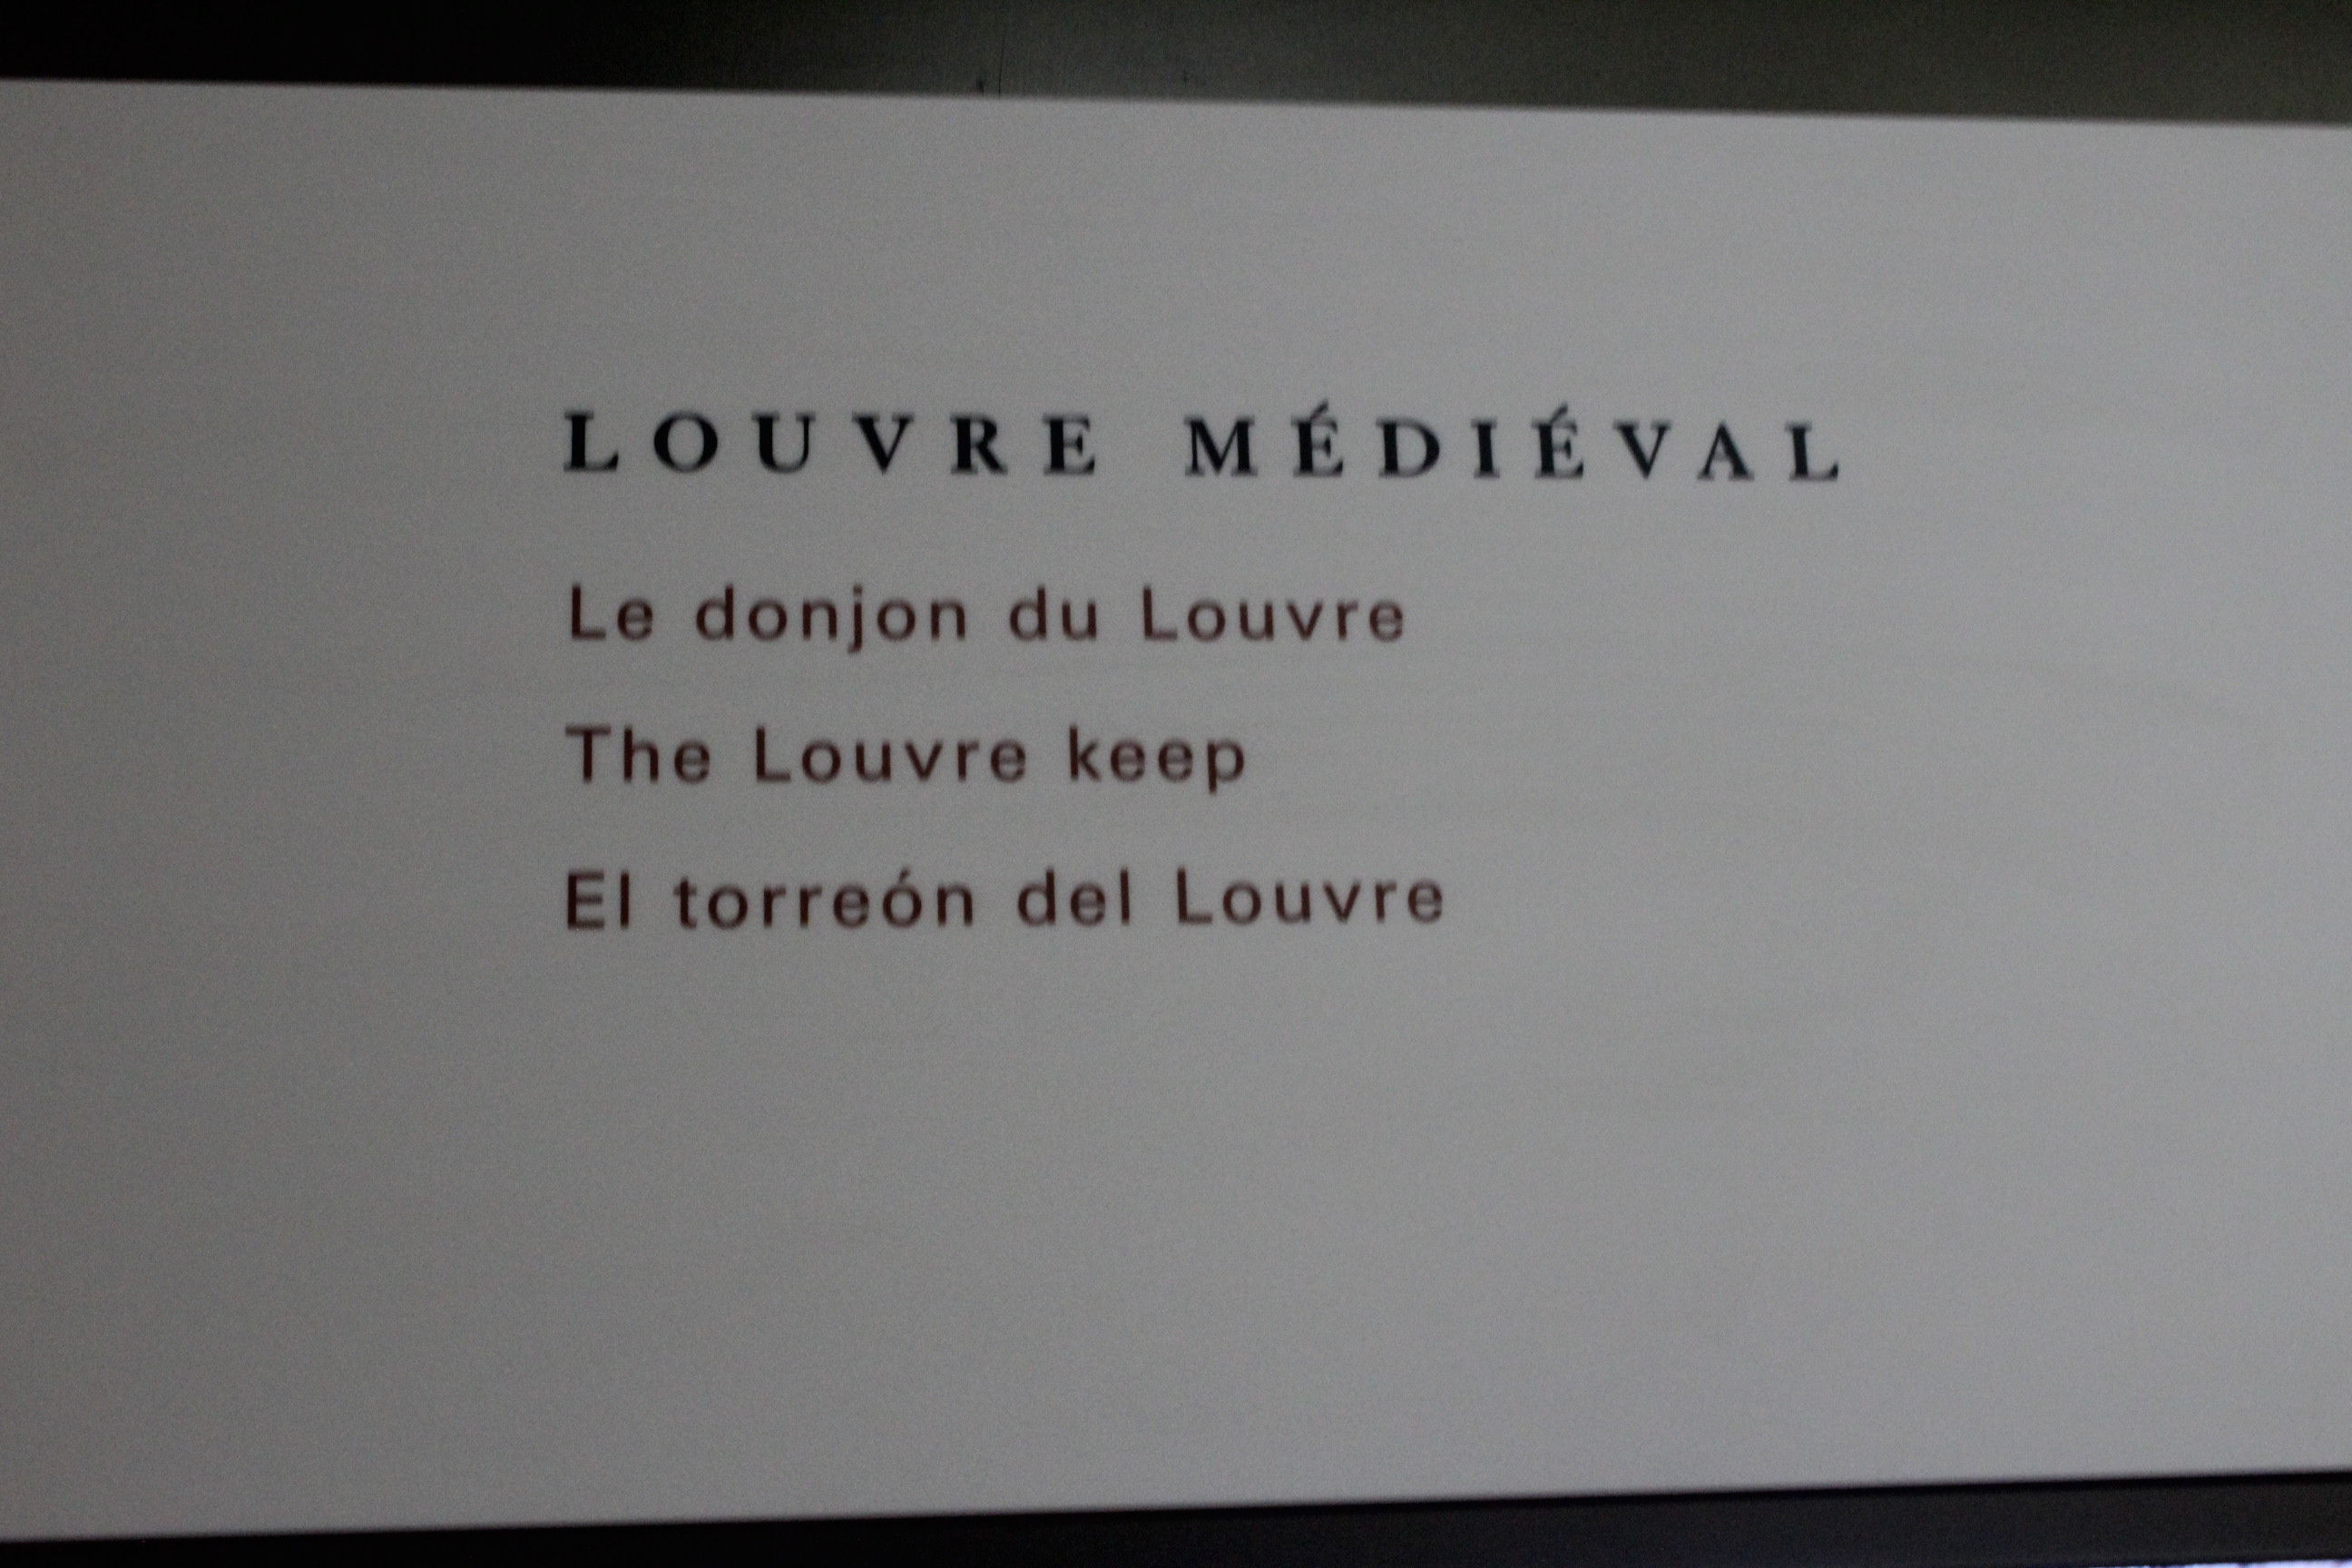 LOUVRE MÉDIÉVAL
Le donjon du Louvre
The Louvre keep
El torreón del Louvre